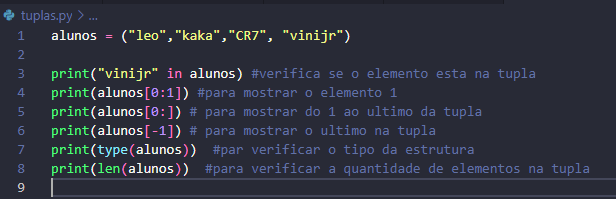 tuplas.py > ...
1 alunos = ("leo","kaka","CR7", "vinijr")
2
3 print("vinijr" in alunos) #verifica se o elemento esta na tupla
4 print(alunos[0:1]) #para mostrar o elemento 1
5 print(alunos[0:] # para mostrar do 1 ao ultimo da tupla
6 print(alunos[-1]) # para mostrar o ultimo na tupla
7 print(type(alunos))  #par verificar o tipo da estrutura
8 print(len(alunos))  #para verificar a quantidade de elementos na tupla
9